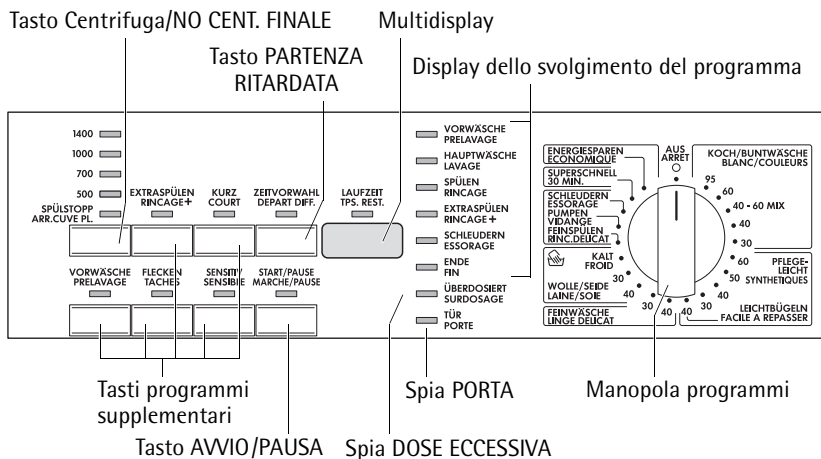 Tasto Centrifuga/NO CENT. FINALE
Multidisplay
Tasto PARTENZA
RITARDATA
Display dello svolgimento del programma
1400
1000
700
500
SPÜLSTOPP
ARR.CUVE PL.
EXTRASPÜLEN
RINCAGE+
KURZ
COURT
ZEITVORWAHL
DEPART DIFF.
LAUFZEIT
TPS. REST.
VORWÄSCHE
PRELAVAGE
FLECKEN
TACHES
SENSITIV
SENSIBLE
START/PAUSE
MARCHE/PAUSE
VORWÄSCHE
PRELAVAGE
HAUPTWÄSCHE
LAVAGE
SPÜLEN
RINCAGE
EXTRASPÜLEN
RINCAGE+
SCHLEUDERN
ESSORAGE
ENDE
FIN
ÜBERDOSIERT
SURDOSAGE
TÜR
PORTE
ENERGIESPAREN
ECONOMIQUE
SUPERSCHNELL
30 MIN.
SCHLEUDERN
ESSORAGE
PUMPEN
VIDANGE
FEINSPÜLEN
RINC.DELICAT
KALT
FROID
30
WOLLE/SEIDE
LAINE/SOIE
40
30
FEINWÄSCHE
LINGE DELICAT
40
AUS
ARRET
KOCH/BUNTWÄSCHE
BLANC/COULEURS
95
60
40 - 60 MIX
40
30
60
50
40
30
PFLEGE-
LEICHT
SYNTHETIQUES
40
LEICHTBÜGELN
FACILE A REPASSER
Tasti programmi
supplementari
Spia PORTA
Manopola programmi
Tasto AVVIO/PAUSA
Spia DOSE ECCESSIVA